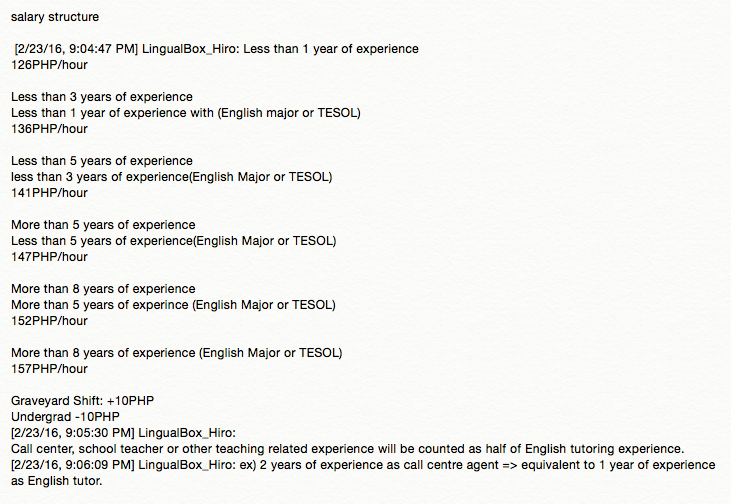 salary structure
[2/23/16, 9:04:47 PM] LingualBox_Hiro: Less than 1 year of experience
126PHP/hour
Less than 3 years of experience
Less than 1 year of experience with (English major or TESOL)
136PHP/hour
Less than 5 years of experience
less than 3 years of experience(English Major or TESOL)
141PHP/hour
More than 5 years of experience
Less than 5 years of experience(English Major or TESOL)
147PHP/hour
More than 8 years of experience
More than 5 years of experince (English Major or TESOL)
152PHP/hour
More than 8 years of experience (English Major or TESOL)
157PHP/hour
Graveyard Shift: +10PHP
Undergrad -10PHP
[2/23/16, 9:05:30 PM] LingualBox_Hiro:
Call center, school teacher or other teaching related experience will be counted as half of English tutoring experience.
[2/23/16, 9:06:09 PM] LingualBox_Hiro: ex) 2 years of experience as call centre agent => equivalent to 1 year of experience
as English tutor.